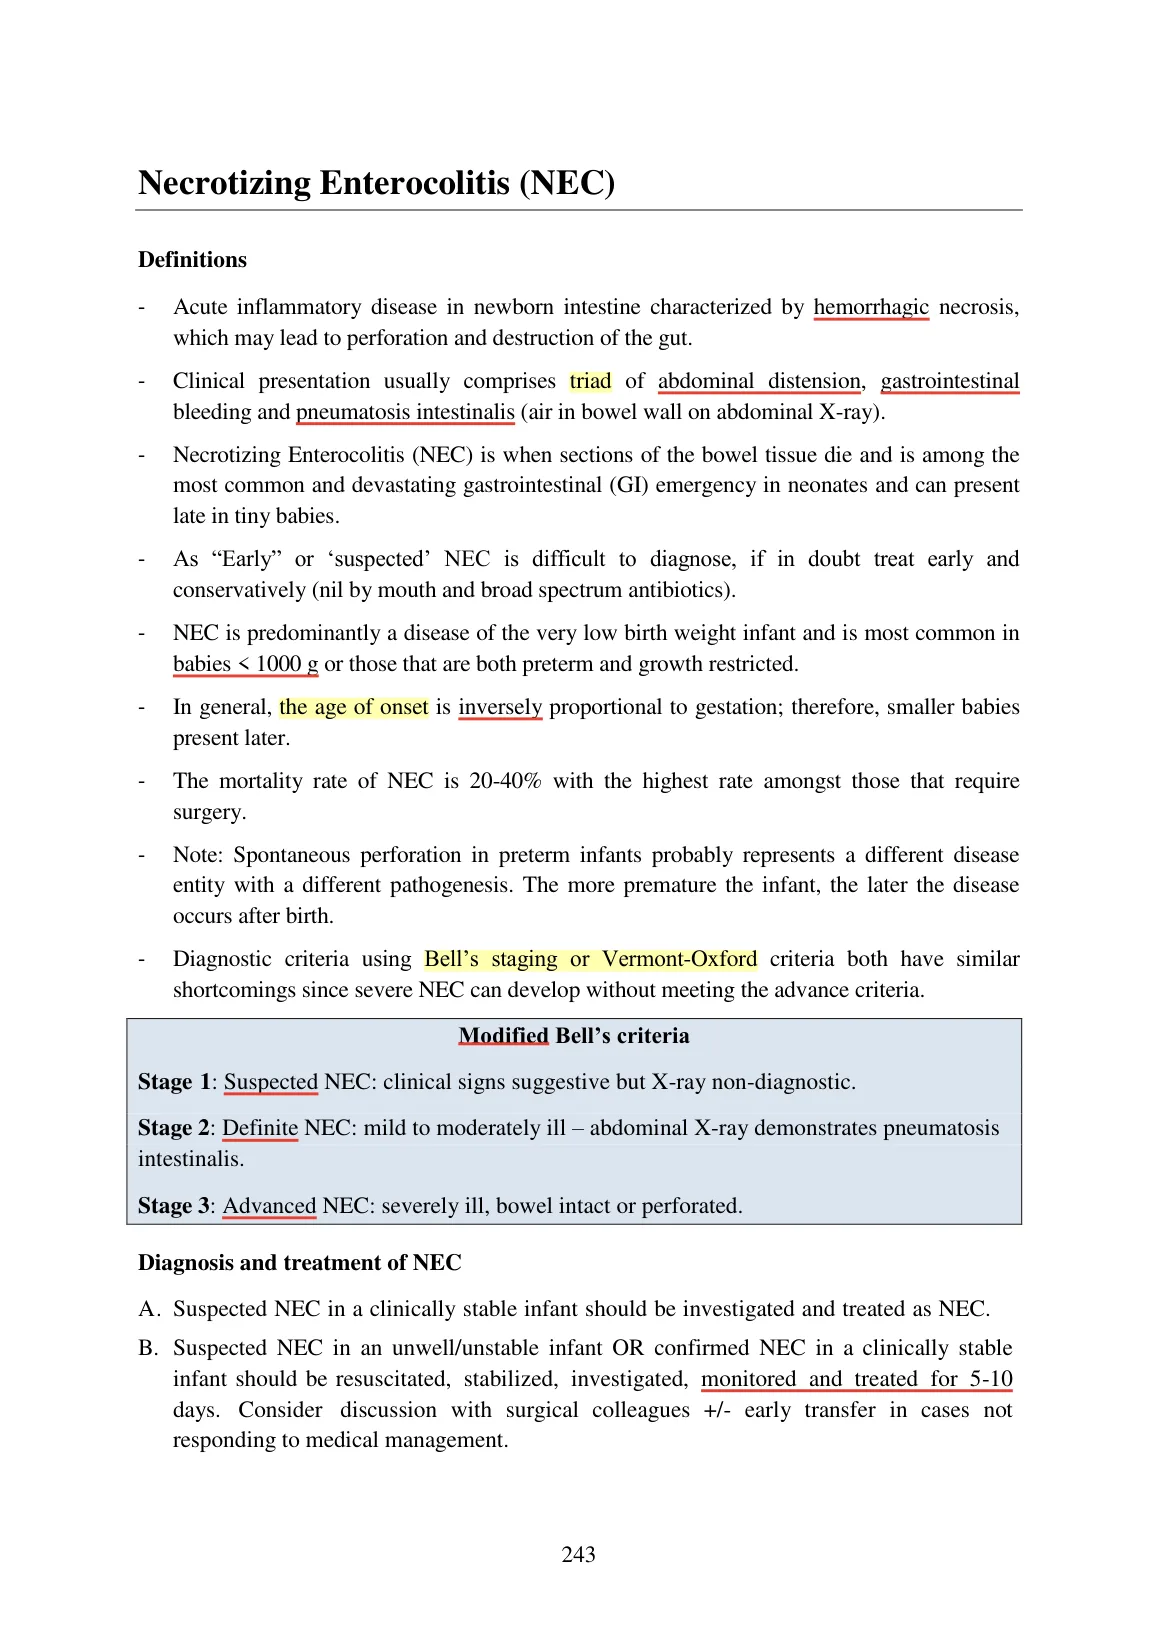 Necrotizing Enterocolitis (NEC)
Definitions
- Acute inflammatory disease in newborn intestine characterized by hemorrhagic necrosis,
which may lead to perforation and destruction of the gut.
- Clinical presentation usually comprises triad of abdominal distension, gastrointestinal
bleeding and pneumatosis intestinalis (air in bowel wall on abdominal X-ray).
- Necrotizing Enterocolitis (NEC) is when sections of the bowel tissue die and is among the
most common and devastating gastrointestinal (GI) emergency in neonates and can present
late in tiny babies.
- As “Early” or ‘suspected’ NEC is difficult to diagnose, if in doubt treat early and
conservatively (nil by mouth and broad spectrum antibiotics).
- NEC is predominantly a disease of the very low birth weight infant and is most common in
babies < 1000 g or those that are both preterm and growth restricted.
- In general, the age of onset is inversely proportional to gestation; therefore, smaller babies
present later.
- The mortality rate of NEC is 20-40% with the highest rate amongst those that require
surgery.
- Note: Spontaneous perforation in preterm infants probably represents a different disease
entity with a different pathogenesis. The more premature the infant, the later the disease
occurs after birth.
- Diagnostic criteria using Bell’s staging or Vermont-Oxford criteria both have similar
shortcomings since severe NEC can develop without meeting the advance criteria.
Modified Bell’s criteria
Stage 1: Suspected NEC: clinical signs suggestive but X-ray non-diagnostic.
Stage 2: Definite NEC: mild to moderately ill – abdominal X-ray demonstrates pneumatosis
intestinalis.
Stage 3: Advanced NEC: severely ill, bowel intact or perforated.
Diagnosis and treatment of NEC
A. Suspected NEC in a clinically stable infant should be investigated and treated as NEC.
B. Suspected NEC in an unwell/unstable infant OR confirmed NEC in a clinically stable
infant should be resuscitated, stabilized, investigated, monitored and treated for 5-10
days. Consider discussion with surgical colleagues +/- early transfer in cases not
responding to medical management.
243